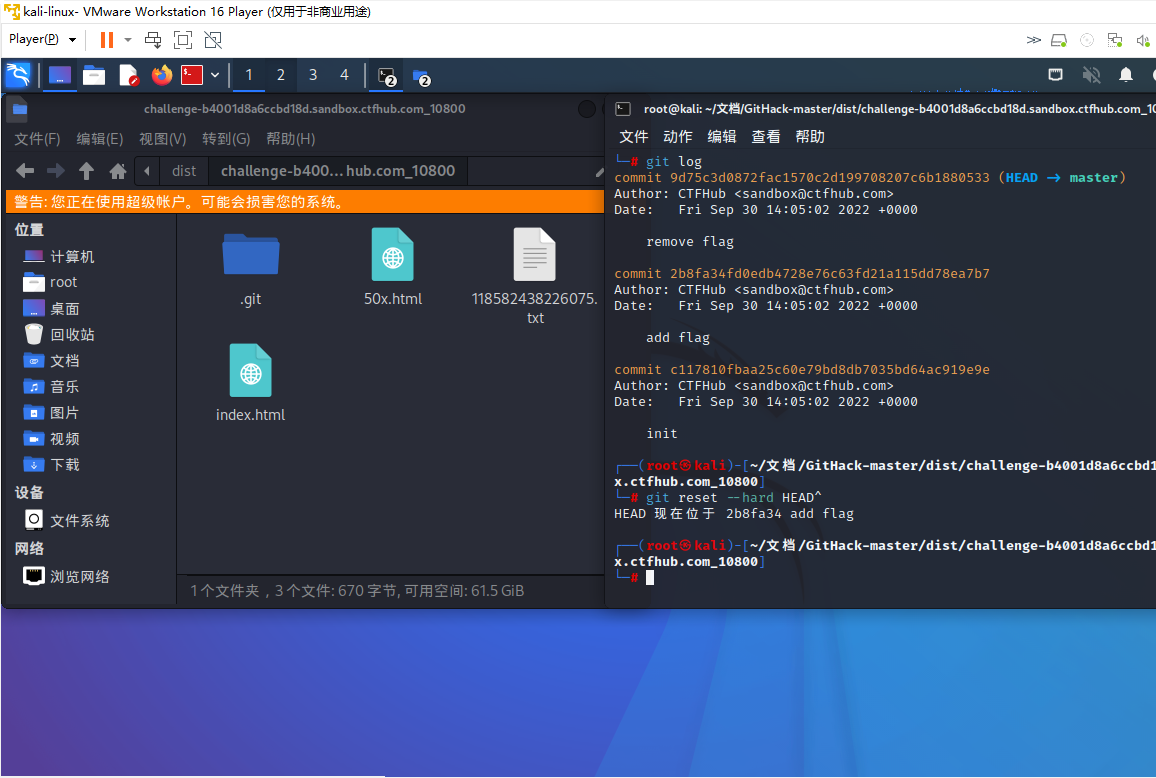 kali-linux- VMware Workstation 16 Player (仅用于非商业用途)
Player(P)
1 2 3 4
2 2
challenge-b4001d8a6ccbd18d.sandbox.ctfhub.com_10800
文件(F) 编辑(E) 视图(V) 转到(G) 帮助(H)
dist challenge-b400… hub.com_10800
警告: 您正在使用超级帐户。可能会损害您的系统。
位置
计算机
root
桌面
回收站
文档
音乐
图片
视频
下载
设备
文件系统
网络
浏览网络
.git
50x.html
118582438226075.
txt
index.html
1 个文件夹 , 3 个文件: 670 字节, 可用空间: 61.5 GiB
root@kali: ~/文档/GitHack-master/dist/challenge-b4001d8a6ccbd18d.sandbox.ctfhub.com_10
文件 动作 编辑 查看 帮助
└─# git log
commit 9d75c3d0872fac1570c2d199708207c6b1880533 (HEAD → master)
Author: CTFHub <sandbox@ctfhub.com>
Date:   Fri Sep 30 14:05:02 2022 +0000
remove flag
commit 2b8fa34fd0edb4728e76c63fd21a115dd78ea7b7
Author: CTFHub <sandbox@ctfhub.com>
Date:   Fri Sep 30 14:05:02 2022 +0000
add flag
commit c117810fbaa25c60e79bd8db7035bd64ac919e9e
Author: CTFHub <sandbox@ctfhub.com>
Date:   Fri Sep 30 14:05:02 2022 +0000
init
┌──(root㉿kali)-[~/文档/GitHack-master/dist/challenge-b4001d8a6ccbd1
x.ctfhub.com_10800]
└─# git reset --hard HEAD^
HEAD 现在位于 2b8fa34 add flag
┌──(root㉿kali)-[~/文档/GitHack-master/dist/challenge-b4001d8a6ccbd1
x.ctfhub.com_10800]
└─#